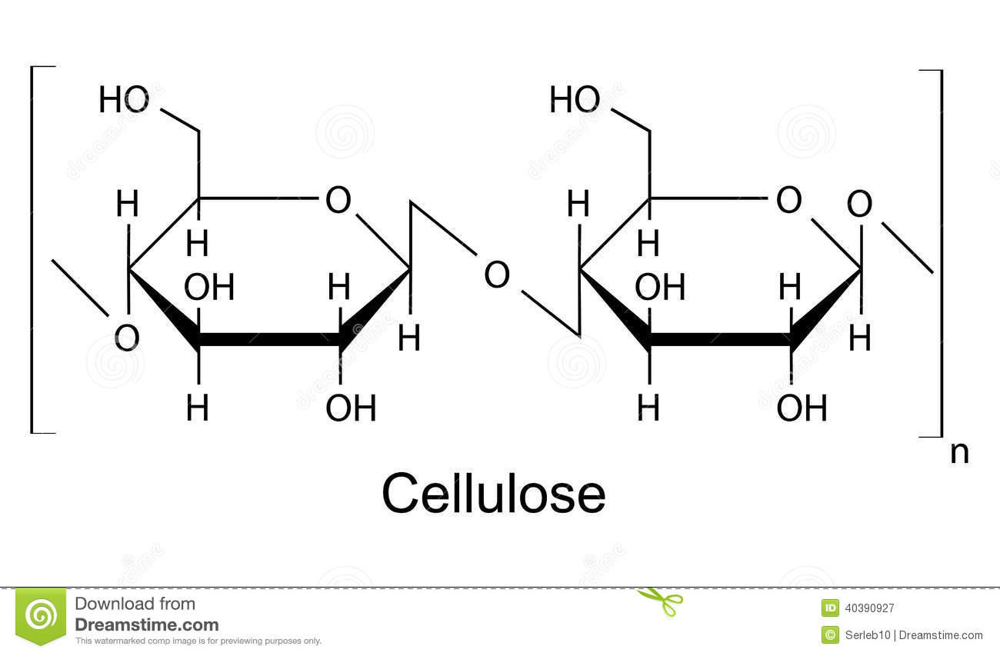 HO HO
H O H O O
H H
OH H O OH H
O H H
H OH H OH
n
Cellulose
Download from
Dreamstime.com
This watermarked comp image is for previewing purposes only.
ID 40390927
© Serleb10 | Dreamstime.com
dreamstime